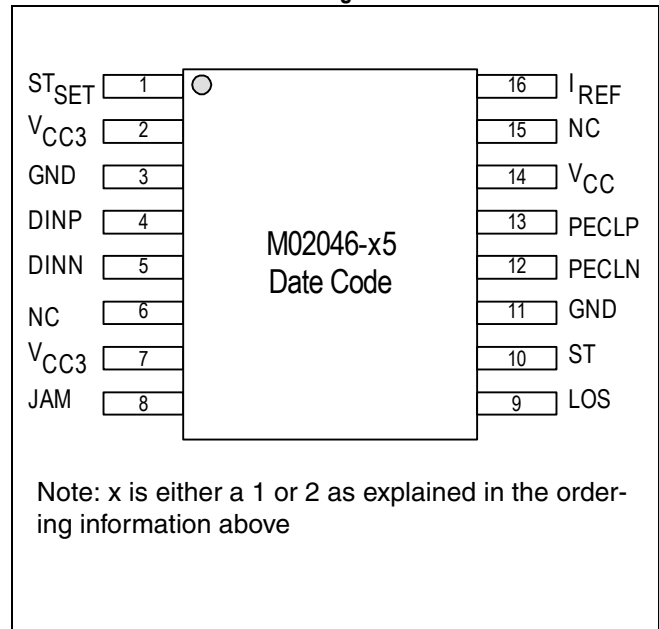 ST_SET 1 16 I_REF
V_CC3 2 15 NC
GND 3 14 V_CC
DINP 4 13 PECLP
DINN 5 12 PECLN
NC 6 11 GND
V_CC3 7 10 ST
JAM 8 9 LOS
M02046-x5
Date Code
Note: x is either a 1 or 2 as explained in the order-
ing information above